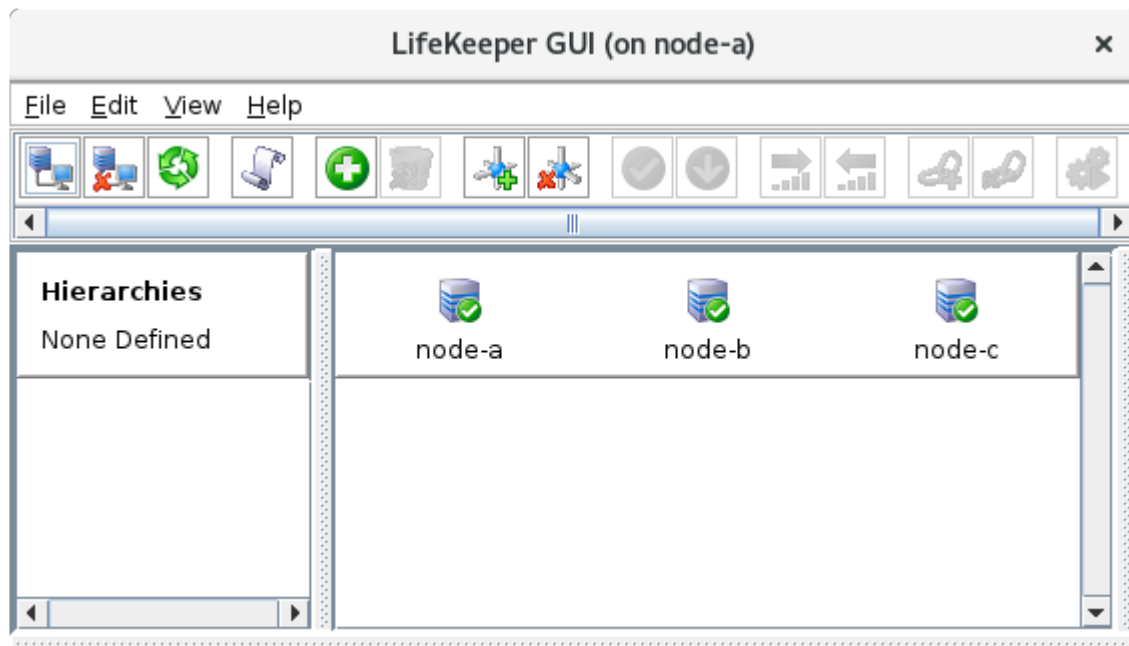 LifeKeeper GUI (on node-a)
File Edit View Help
Hierarchies
None Defined
node-a node-b node-c